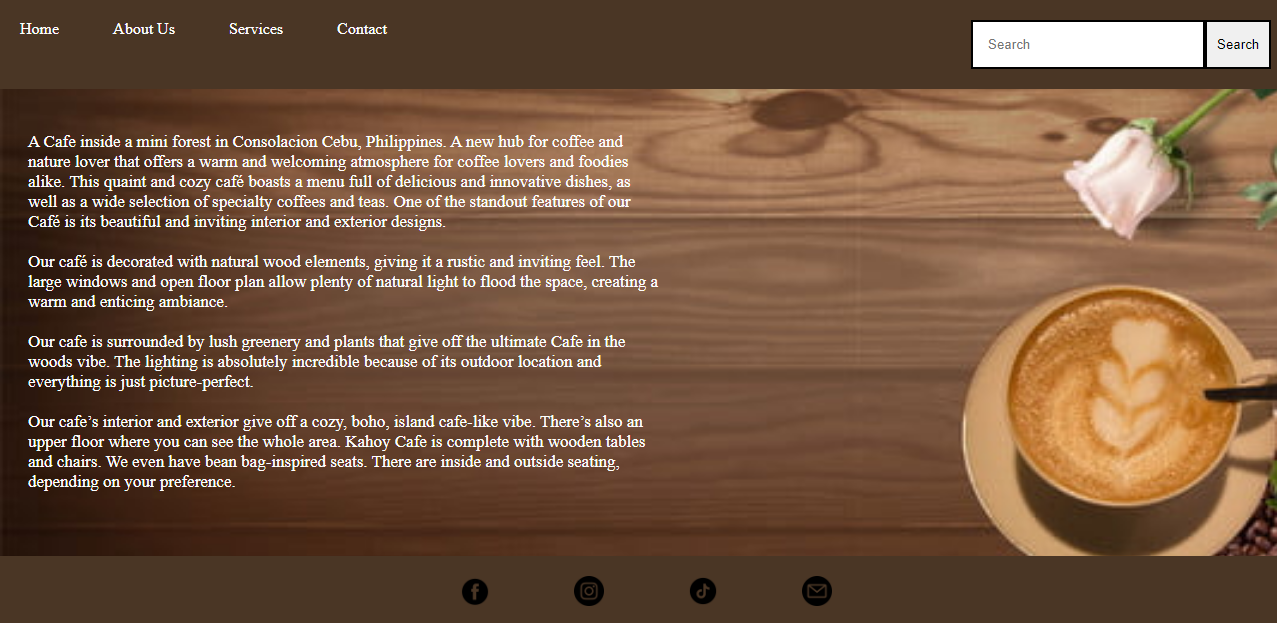 Home About Us Services Contact
Search Search
A Cafe inside a mini forest in Consolacion Cebu, Philippines. A new hub for coffee and
nature lover that offers a warm and welcoming atmosphere for coffee lovers and foodies
alike. This quaint and cozy café boasts a menu full of delicious and innovative dishes, as
well as a wide selection of specialty coffees and teas. One of the standout features of our
Café is its beautiful and inviting interior and exterior designs.
Our café is decorated with natural wood elements, giving it a rustic and inviting feel. The
large windows and open floor plan allow plenty of natural light to flood the space, creating a
warm and enticing ambiance.
Our cafe is surrounded by lush greenery and plants that give off the ultimate Cafe in the
woods vibe. The lighting is absolutely incredible because of its outdoor location and
everything is just picture-perfect.
Our cafe’s interior and exterior give off a cozy, boho, island cafe-like vibe. There’s also an
upper floor where you can see the whole area. Kahoy Cafe is complete with wooden tables
and chairs. We even have bean bag-inspired seats. There are inside and outside seating,
depending on your preference.